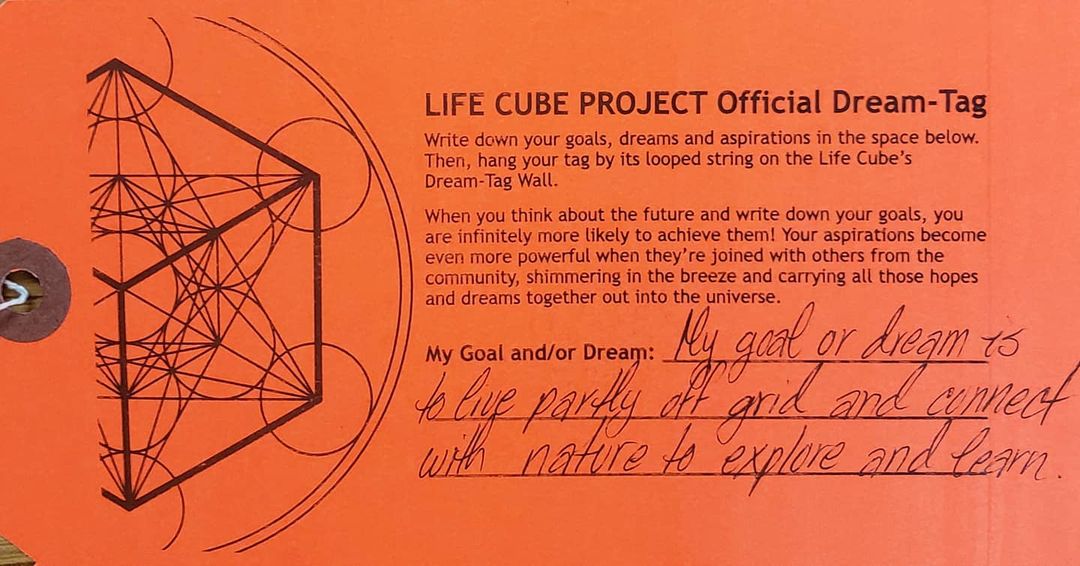 LIFE CUBE PROJECT Official Dream-Tag
Write down your goals, dreams and aspirations in the space below.
Then, hang your tag by its looped string on the Life Cube's
Dream-Tag Wall.
When you think about the future and write down your goals, you
are infinitely more likely to achieve them! Your aspirations become
even more powerful when they're joined with others from the
community, shimmering in the breeze and carrying all those hopes
and dreams together out into the universe.
My Goal and/or Dream: My goal or dream is
to live partly off grid and connect
with nature to explore and learn.